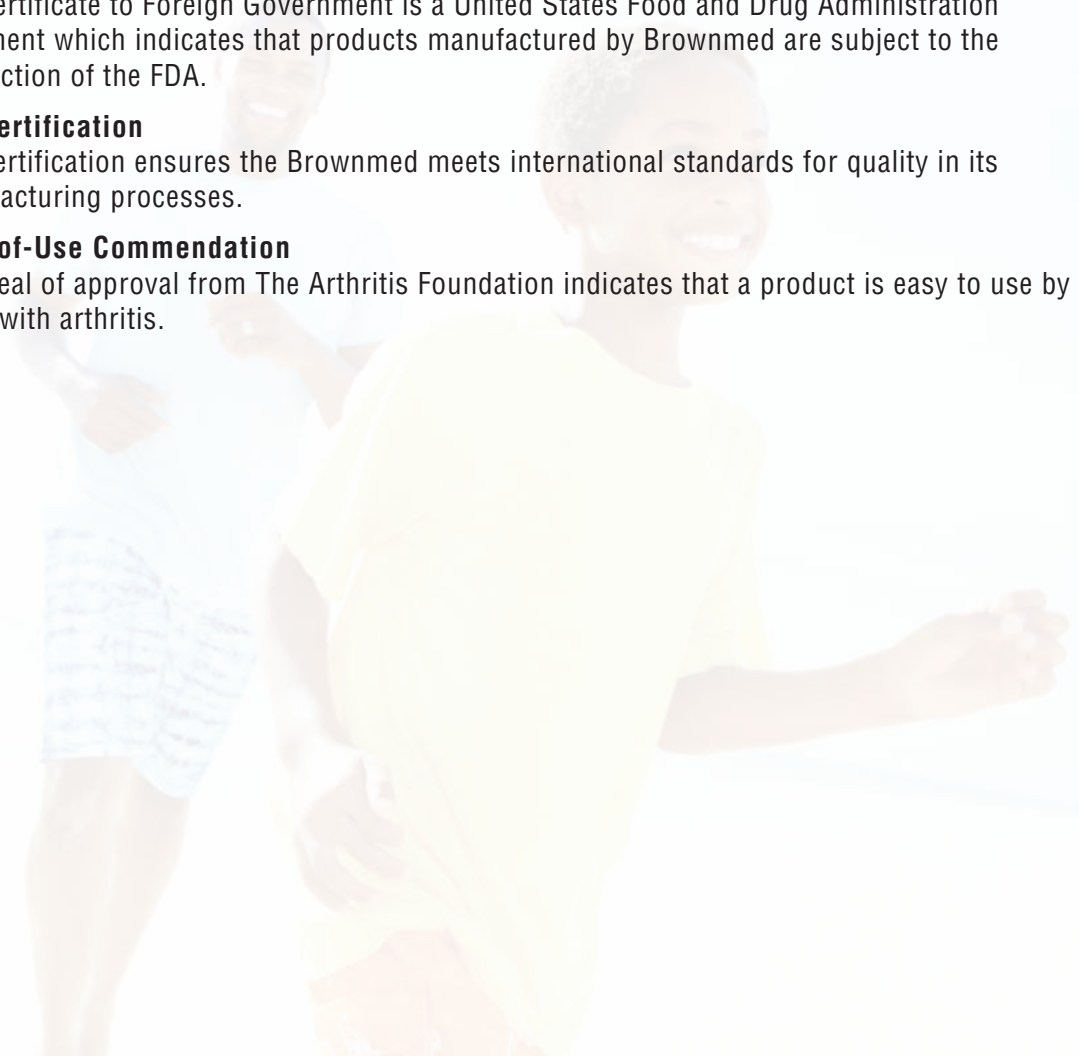 ertificate to Foreign Government is a United States Food and Drug Administration
ment which indicates that products manufactured by Brownmed are subject to the
ction of the FDA.
ertification
ertification ensures the Brownmed meets international standards for quality in its
acturing processes.
of-Use Commendation
eal of approval from The Arthritis Foundation indicates that a product is easy to use by
with arthritis.